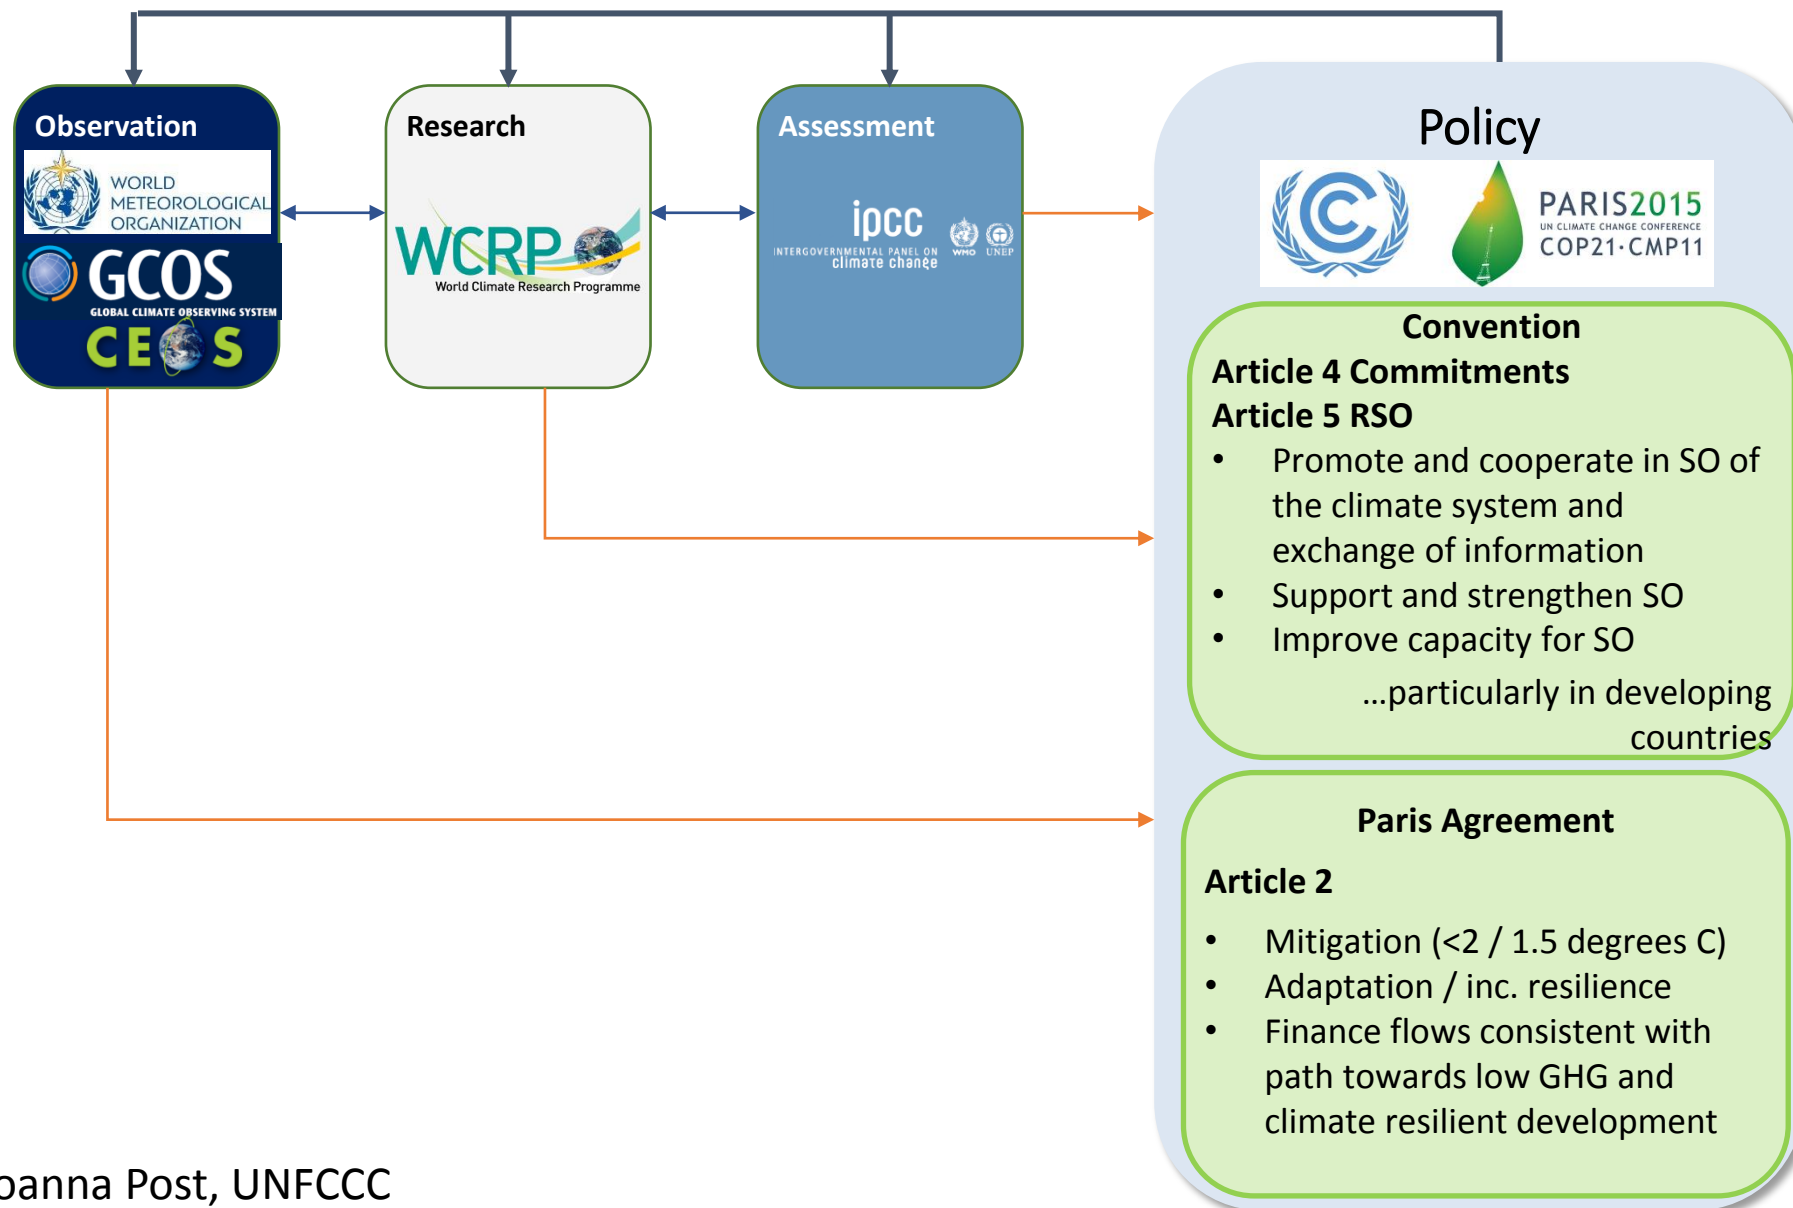 Observation
WORLD
METEOROLOGICAL
ORGANIZATION
GCOS
GLOBAL CLIMATE OBSERVING SYSTEM
CEOS
Research
WCRP
World Climate Research Programme
Assessment
ipcc
INTERGOVERNMENTAL PANEL ON
climate change
WMO
UNEP
Policy
PARIS2015
UN CLIMATE CHANGE CONFERENCE
COP21·CMP11
Convention
Article 4 Commitments
Article 5 RSO
• Promote and cooperate in SO of
the climate system and
exchange of information
• Support and strengthen SO
• Improve capacity for SO
...particularly in developing
countries
Paris Agreement
Article 2
• Mitigation (<2 / 1.5 degrees C)
• Adaptation / inc. resilience
• Finance flows consistent with
path towards low GHG and
climate resilient development
oanna Post, UNFCCC